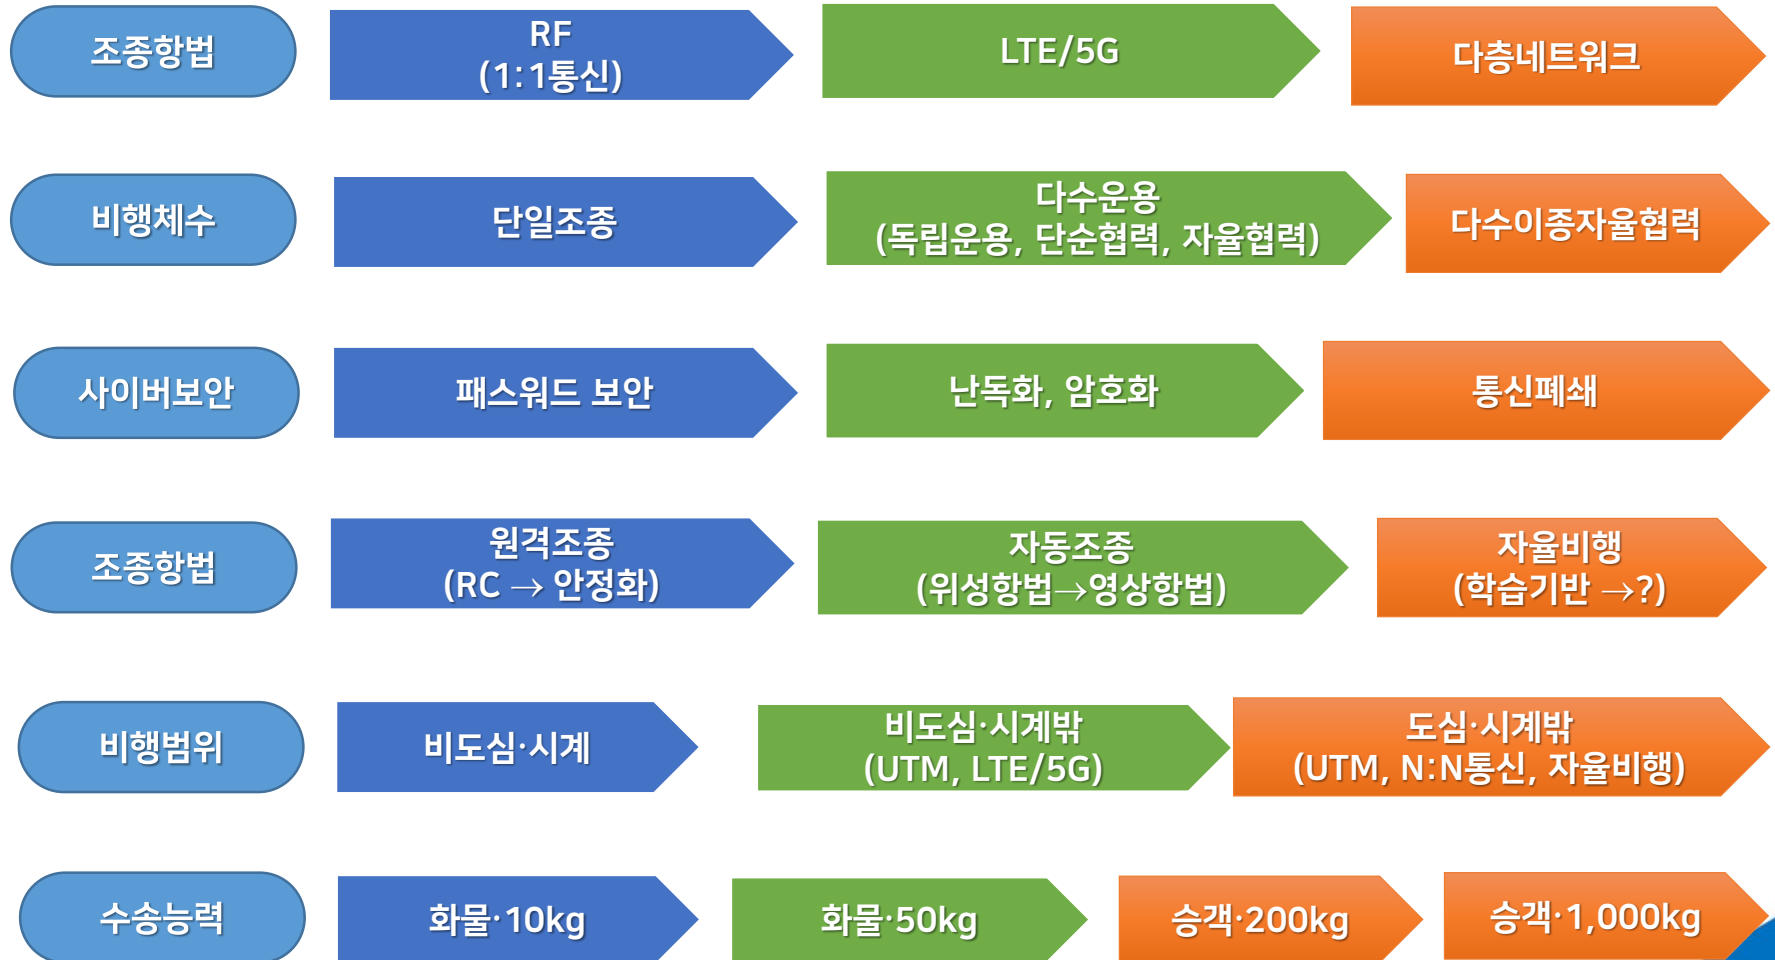 조종항법
RF
(1:1통신)
LTE/5G
다층네트워크
비행체수
단일조종
다수운용
(독립운용, 단순협력, 자율협력)
다수이종자율협력
사이버보안
패스워드 보안
난독화, 암호화
통신폐쇄
조종항법
원격조종
(RC → 안정화)
자동조종
(위성항법→영상항법)
자율비행
(학습기반 →?)
비행범위
비도심·시계
비도심·시계밖
(UTM, LTE/5G)
도심·시계밖
(UTM, N:N통신, 자율비행)
수송능력
화물·10kg
화물·50kg
승객·200kg
승객·1,000kg